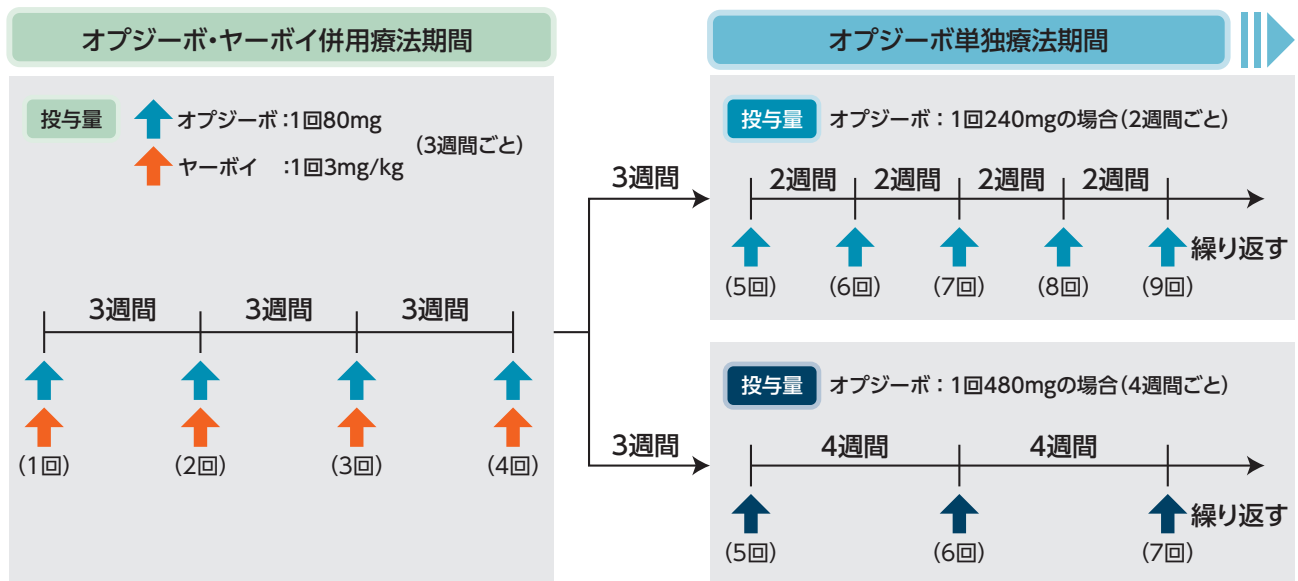 オプジーボ・ヤーボイ併用療法期間
投与量
オプジーボ：1回80mg
ヤーボイ ：1回3mg/kg
（3週間ごと）
3週間 3週間 3週間
（1回） （2回） （3回） （4回）
3週間
3週間
オプジーボ単独療法期間
投与量 オプジーボ：1回240mgの場合（2週間ごと）
2週間 2週間 2週間 2週間
繰り返す
（5回） （6回） （7回） （8回） （9回）
投与量 オプジーボ：1回480mgの場合（4週間ごと）
4週間 4週間
繰り返す
（5回） （6回） （7回）